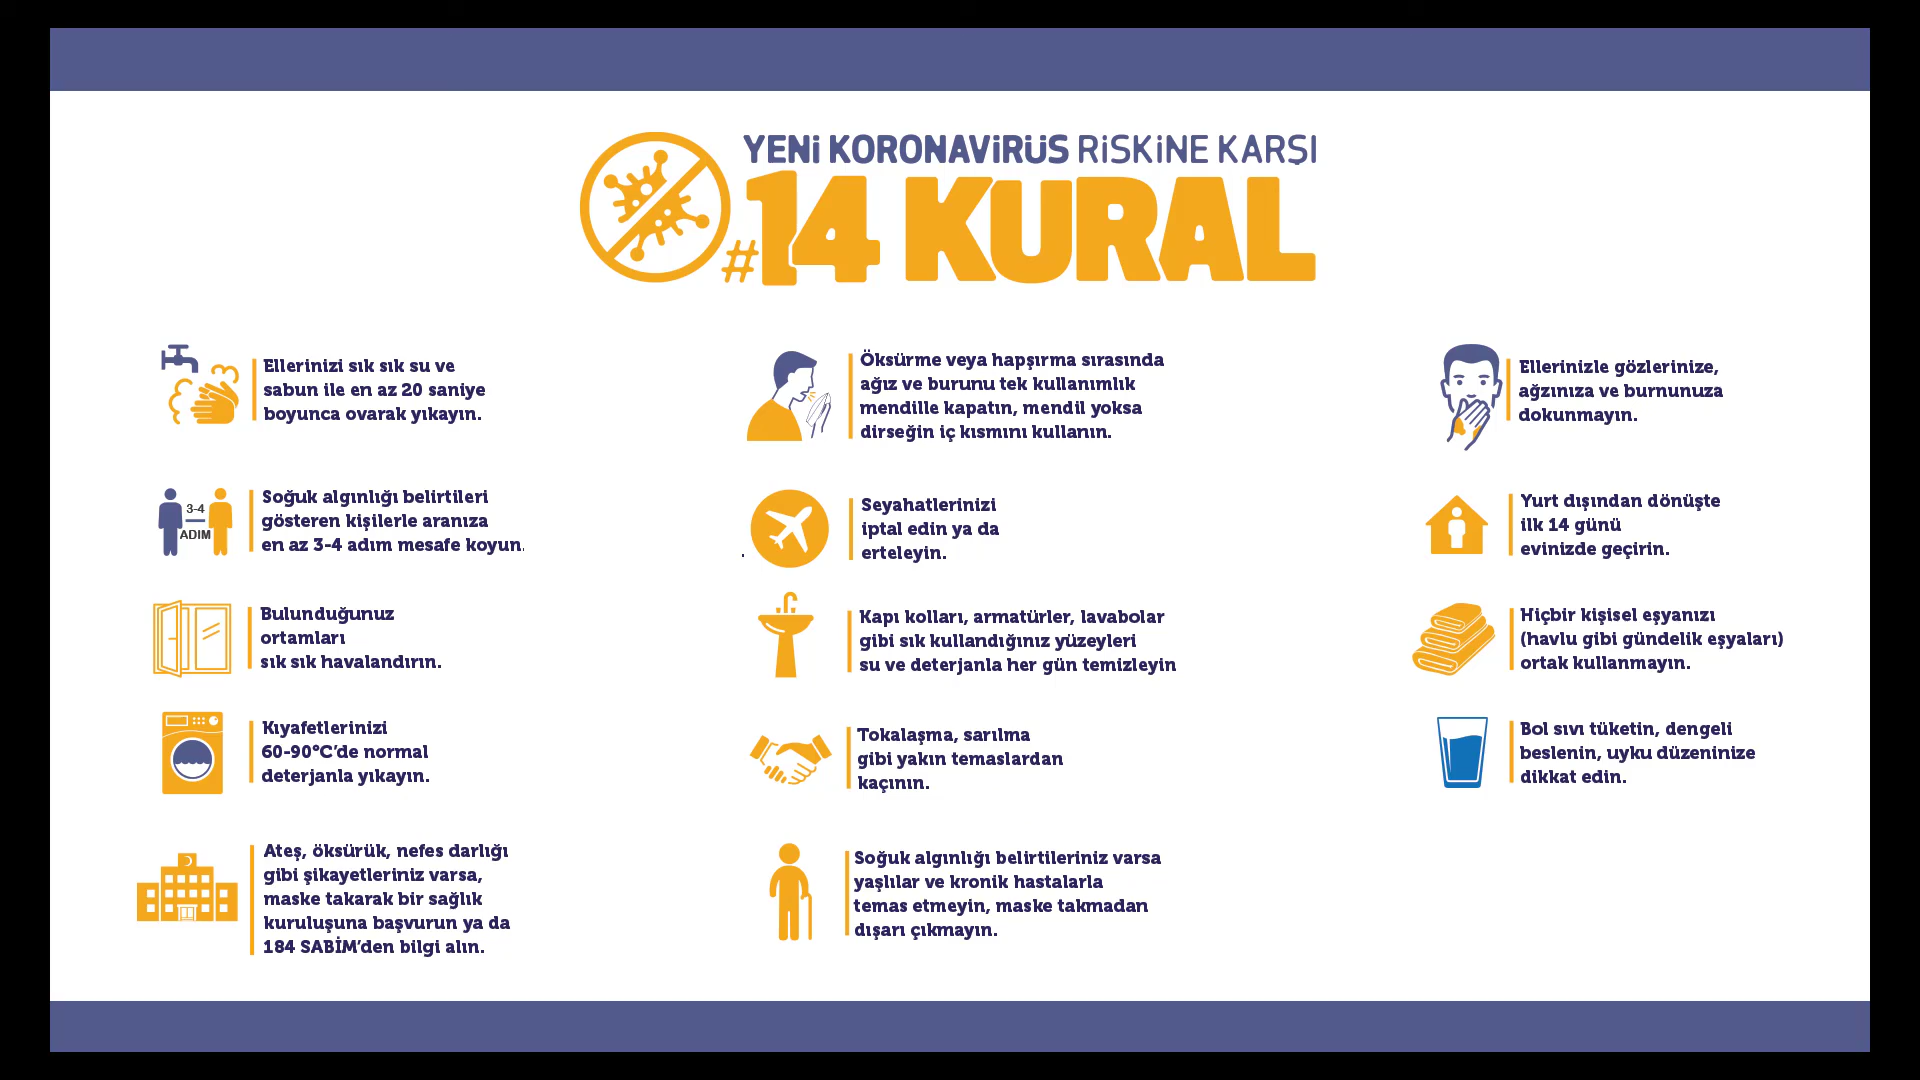 YENİ KORONAVİRÜS RİSKİNE KARŞI
#14 KURAL
Ellerinizi sık sık su ve
sabun ile en az 20 saniye
boyunca ovarak yıkayın.
Öksürme veya hapşırma sırasında
ağız ve burunu tek kullanımlık
mendille kapatın, mendil yoksa
dirseğin iç kısmını kullanın.
Ellerinizle gözlerinize,
ağzınıza ve burnunuza
dokunmayın.
3-4
ADIM
Soğuk algınlığı belirtileri
gösteren kişilerle aranıza
en az 3-4 adım mesafe koyun.
Seyahatlerinizi
iptal edin ya da
erteleyin.
Yurt dışından dönüşte
ilk 14 günü
evinizde geçirin.
Bulunduğunuz
ortamları
sık sık havalandırın.
Kapı kolları, armatürler, lavabolar
gibi sık kullandığınız yüzeyleri
su ve deterjanla her gün temizleyin
Hiçbir kişisel eşyanızı
(havlu gibi gündelik eşyaları)
ortak kullanmayın.
Kıyafetlerinizi
60-90°C’de normal
deterjanla yıkayın.
Tokalaşma, sarılma
gibi yakın temaslardan
kaçının.
Bol sıvı tüketin, dengeli
beslenin, uyku düzeninize
dikkat edin.
Ateş, öksürük, nefes darlığı
gibi şikayetleriniz varsa,
maske takarak bir sağlık
kuruluşuna başvurun ya da
184 SABİM’den bilgi alın.
Soğuk algınlığı belirtileriniz varsa
yaşlılar ve kronik hastalarla
temas etmeyin, maske takmadan
dışarı çıkmayın.